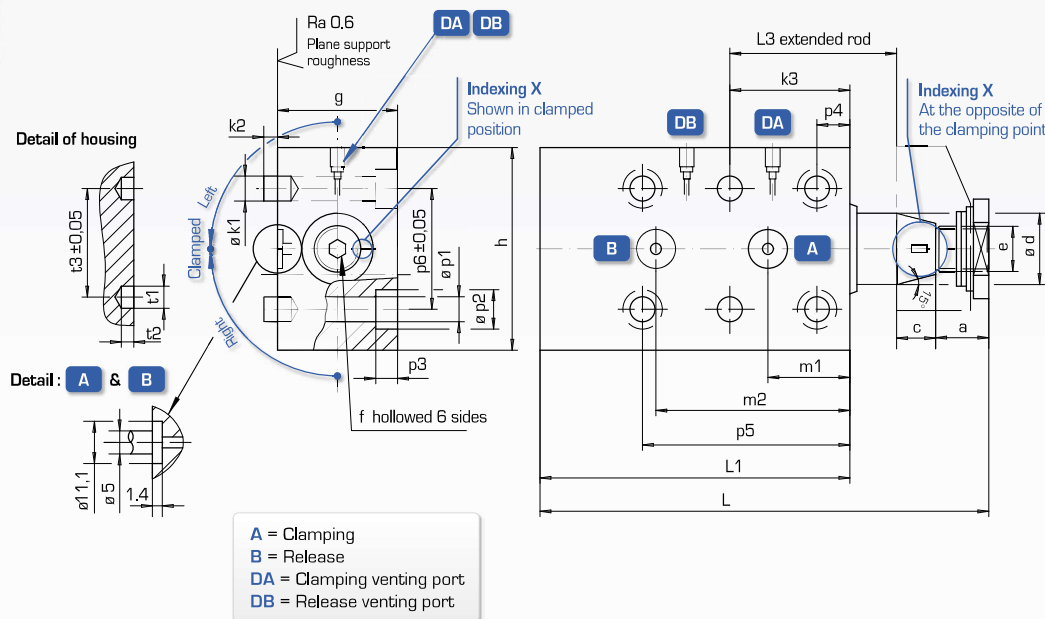 Ra 0.6
Plane support
roughness
DA DB
L3 extended rod
k3
p4
g
Indexing X
Shown in clamped
position
Indexing X
At the opposite of
the clamping point
DB
DA
k2
Detail of housing
t3±0,05
t1
t2
Left
Clamped
Right
ø k1
p6±0,05
ø p1
ø p2
h
p3
B
A
e
ø d
15°
c
a
m1
m2
p5
L1
L
Detail : A & B
f hollowed 6 sides
ø11,1
ø 5
1.4
A = Clamping
B = Release
DA = Clamping venting port
DB = Release venting port